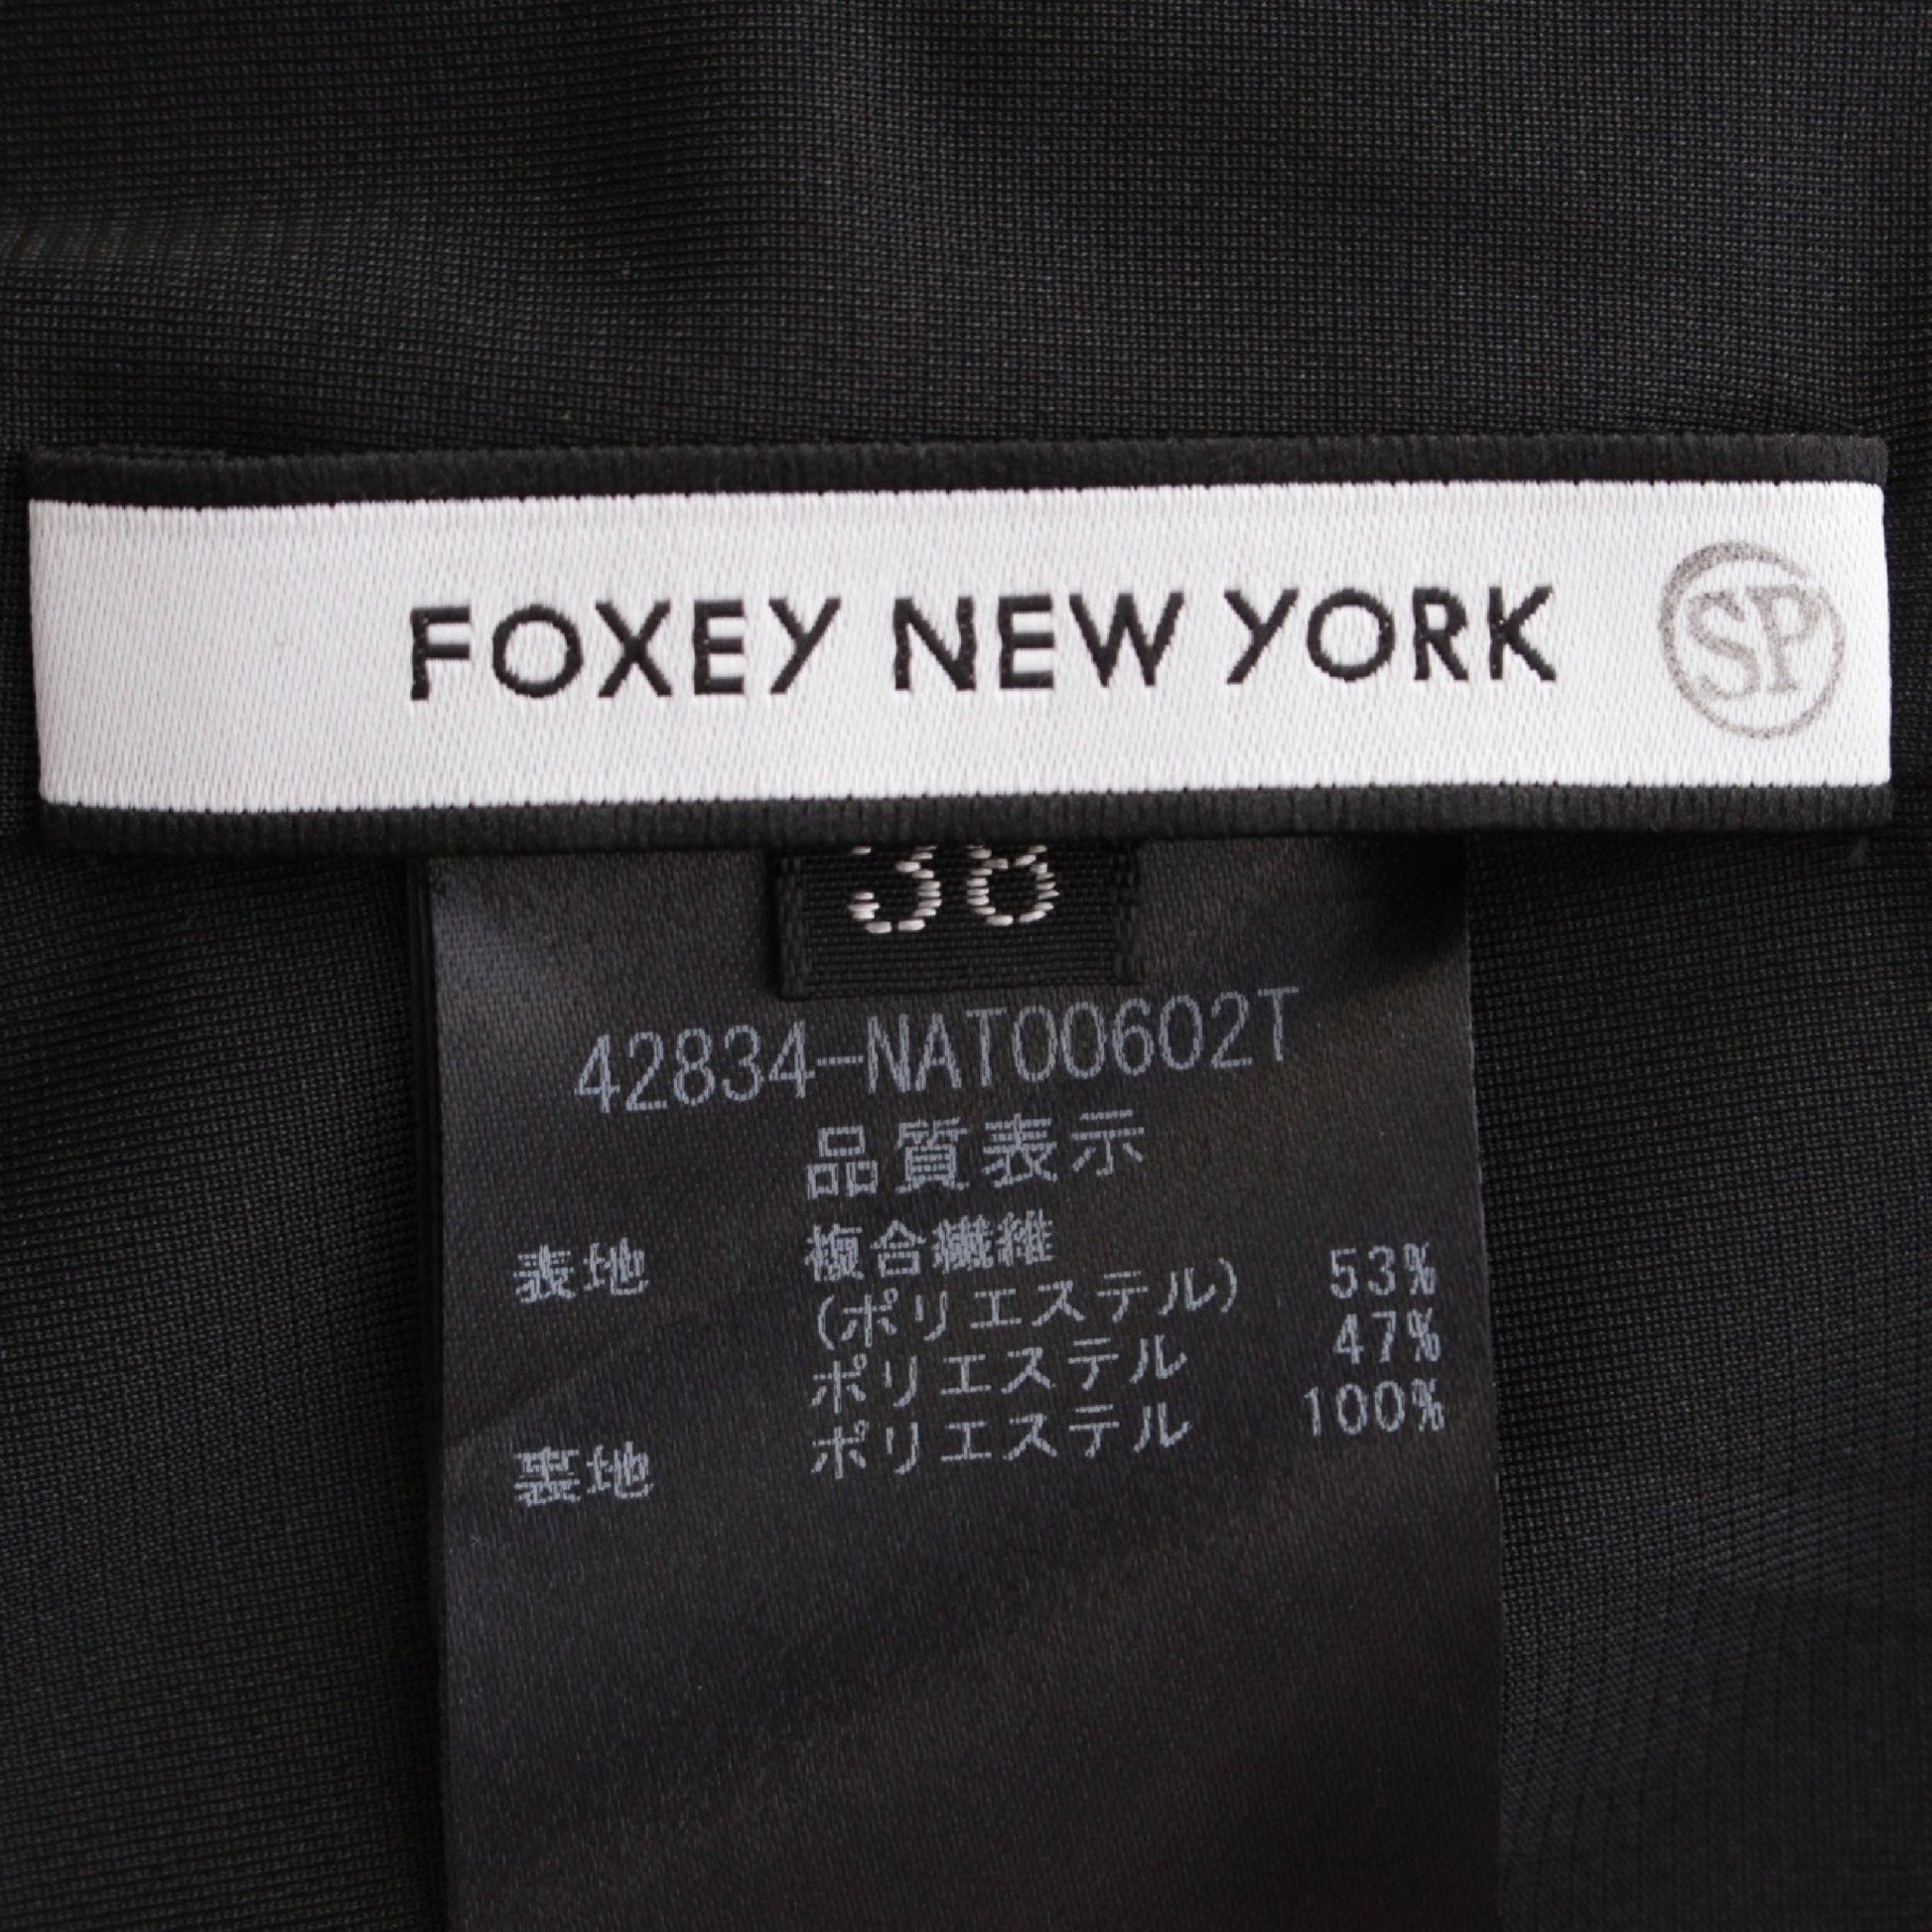 FOXEY NEW YORK SP
38
42834-NAT00602T
品質表示
表地 複合繊維
(ポリエステル) 53%
ポリエステル 47%
裏地 ポリエステル 100%